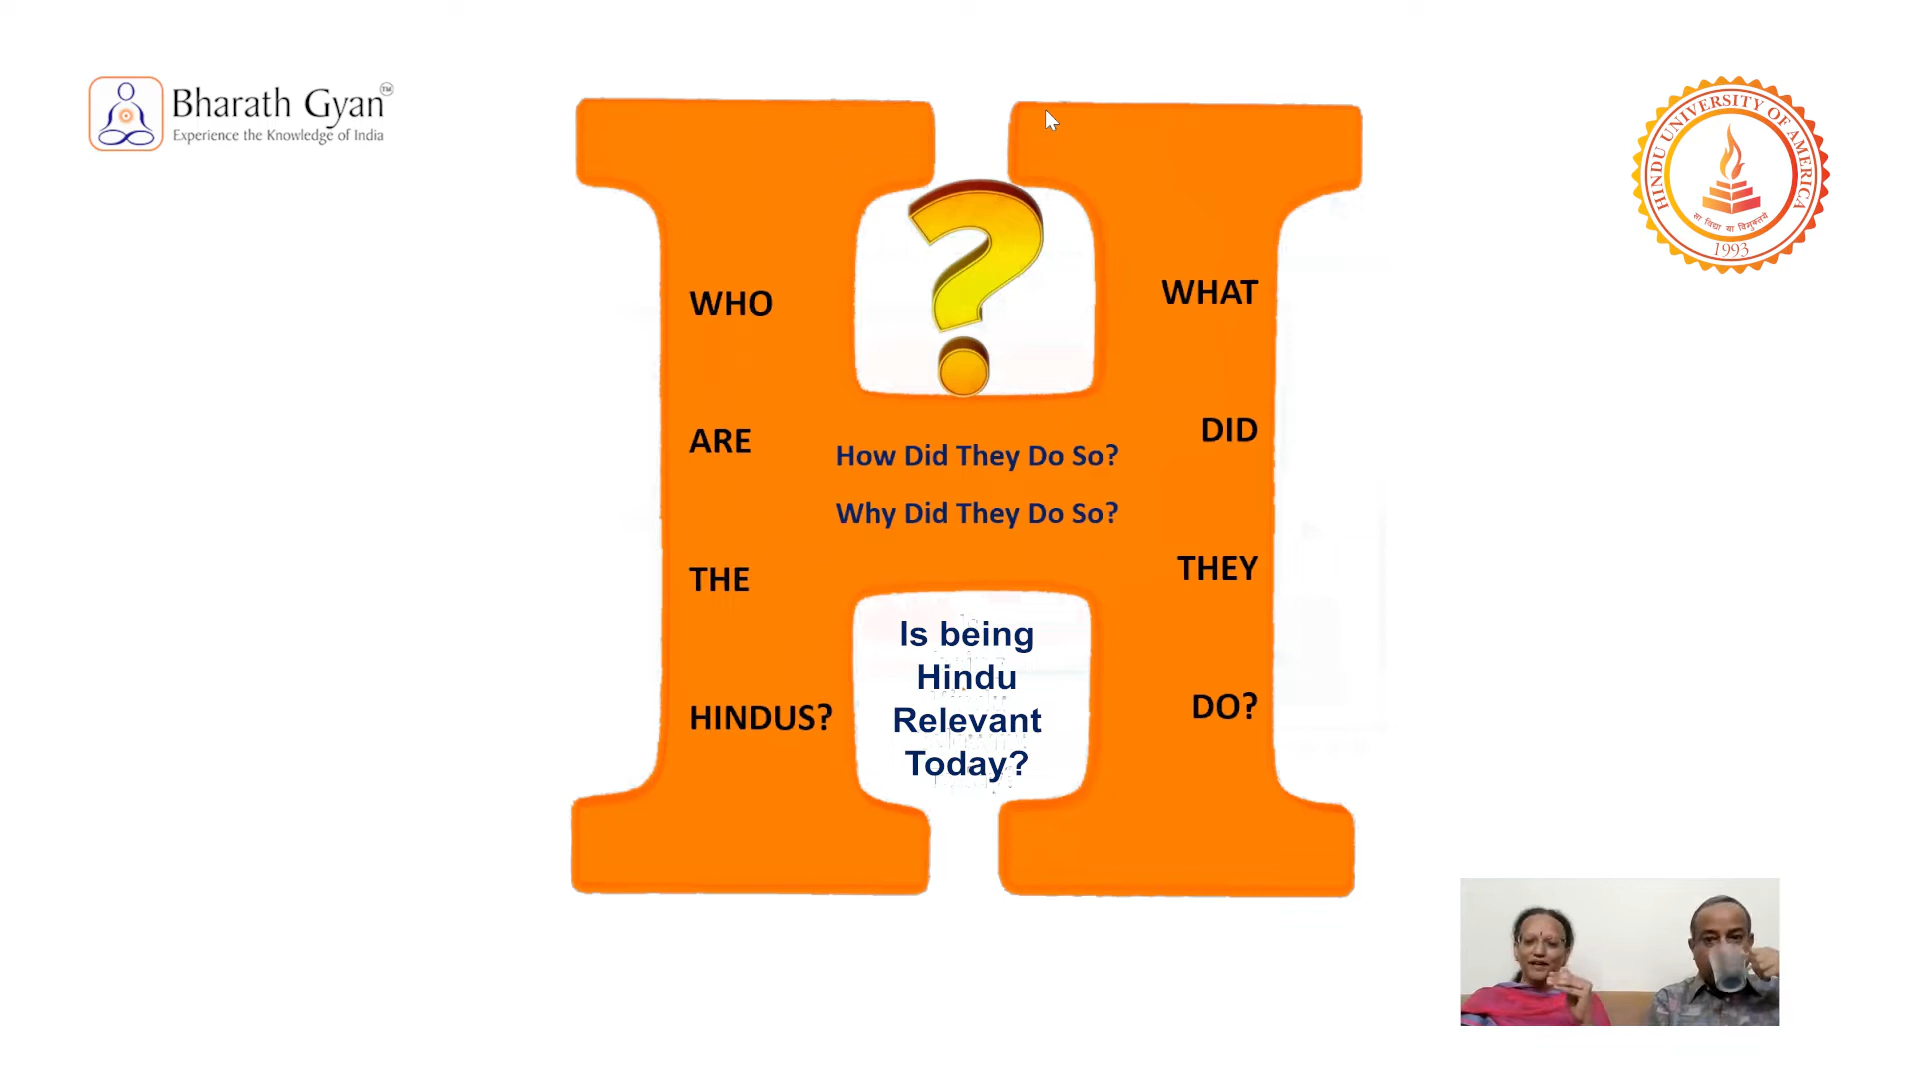 Bharath Gyan™
Experience the Knowledge of India
HINDU UNIVERSITY OF AMERICA
सा विद्या या विमुक्तये
1993
?
WHO
ARE
THE
HINDUS?
WHAT
DID
THEY
DO?
How Did They Do So?
Why Did They Do So?
Is being
Hindu
Relevant
Today?